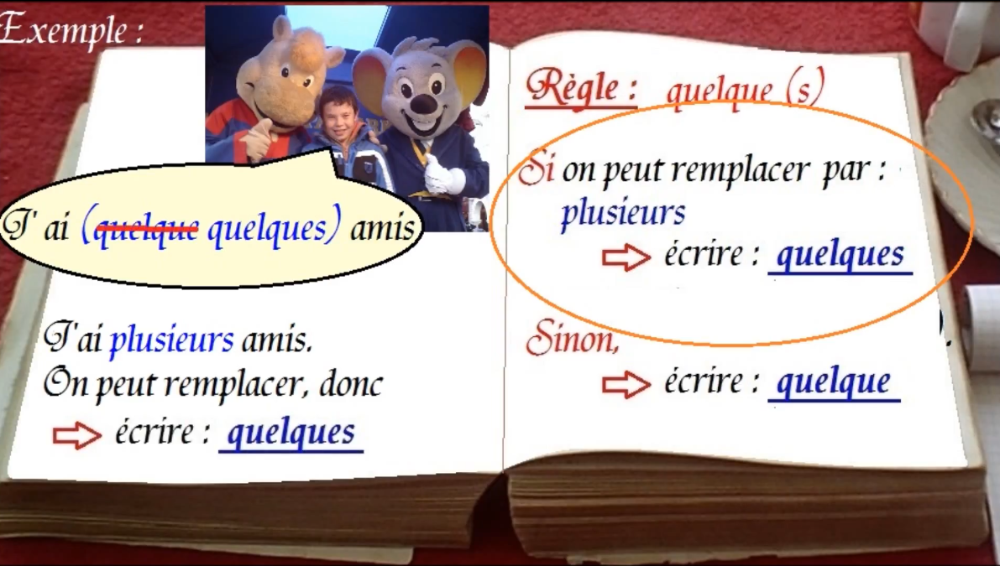 Exemple :
J'ai (quelque quelques) amis
J'ai plusieurs amis.
On peut remplacer, donc
écrire : quelques
Règle : quelque (s)
Si on peut remplacer par :
plusieurs
écrire : quelques
Sinon,
écrire : quelque